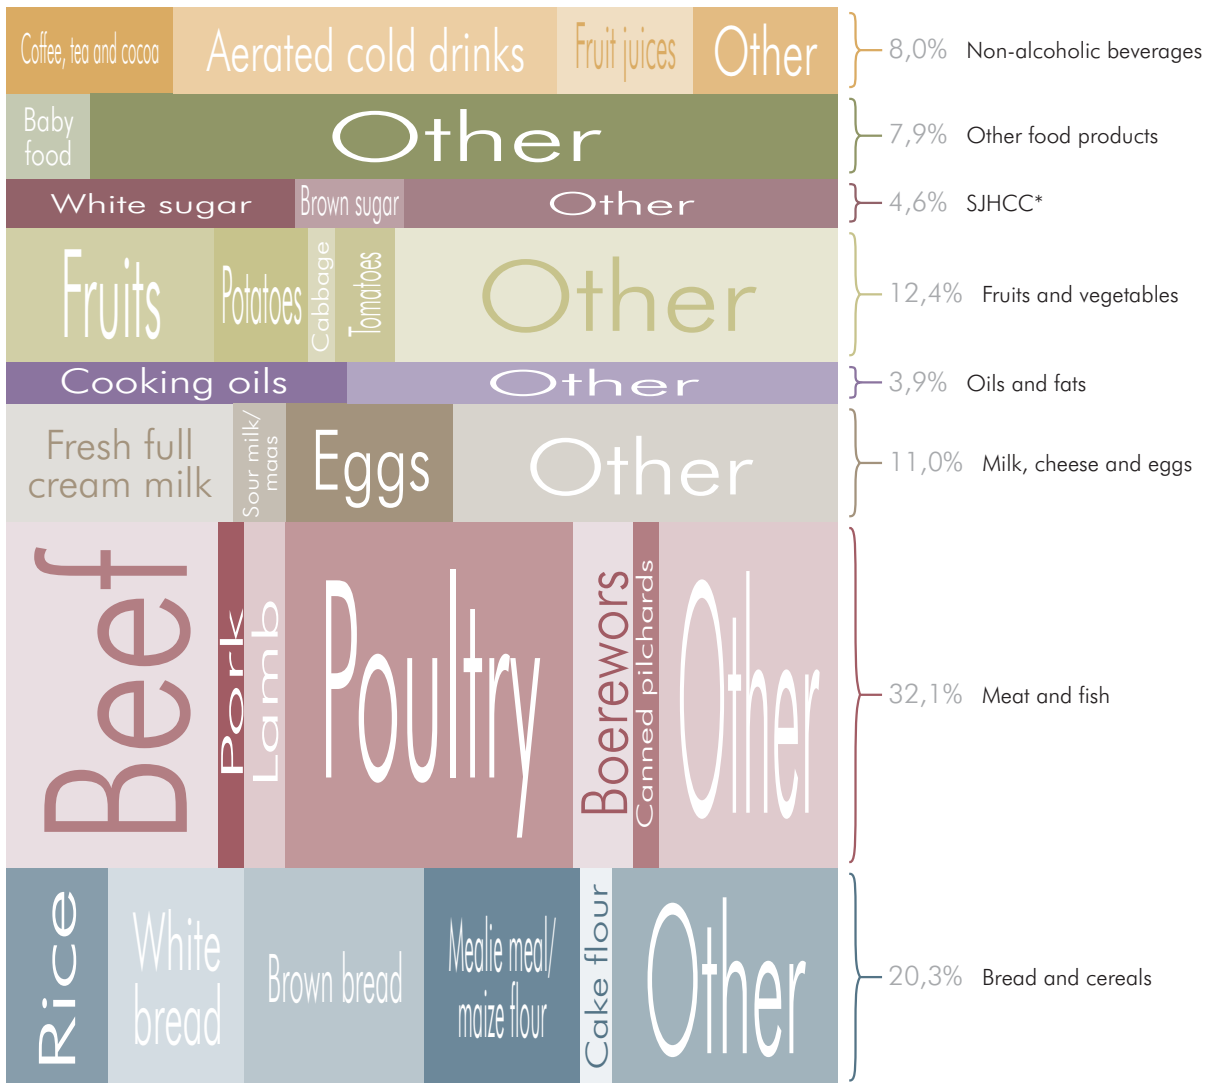 Coffee, tea and cocoa
Aerated cold drinks
Fruit juices
Other
8,0% Non-alcoholic beverages
Baby
food
Other
7,9% Other food products
White sugar
Brown sugar
Other
4,6% SJHCC*
Fruits
Potatoes
Cabbage
Tomatoes
Other
12,4% Fruits and vegetables
Cooking oils
Other
3,9% Oils and fats
Fresh full
cream milk
Sour milk/
maas
Eggs
Other
11,0% Milk, cheese and eggs
Beef
Pork
Lamb
Poultry
Boerewors
Canned pilchards
Other
32,1% Meat and fish
Rice
White
bread
Brown bread
Mealie meal/
maize flour
Cake flour
Other
20,3% Bread and cereals